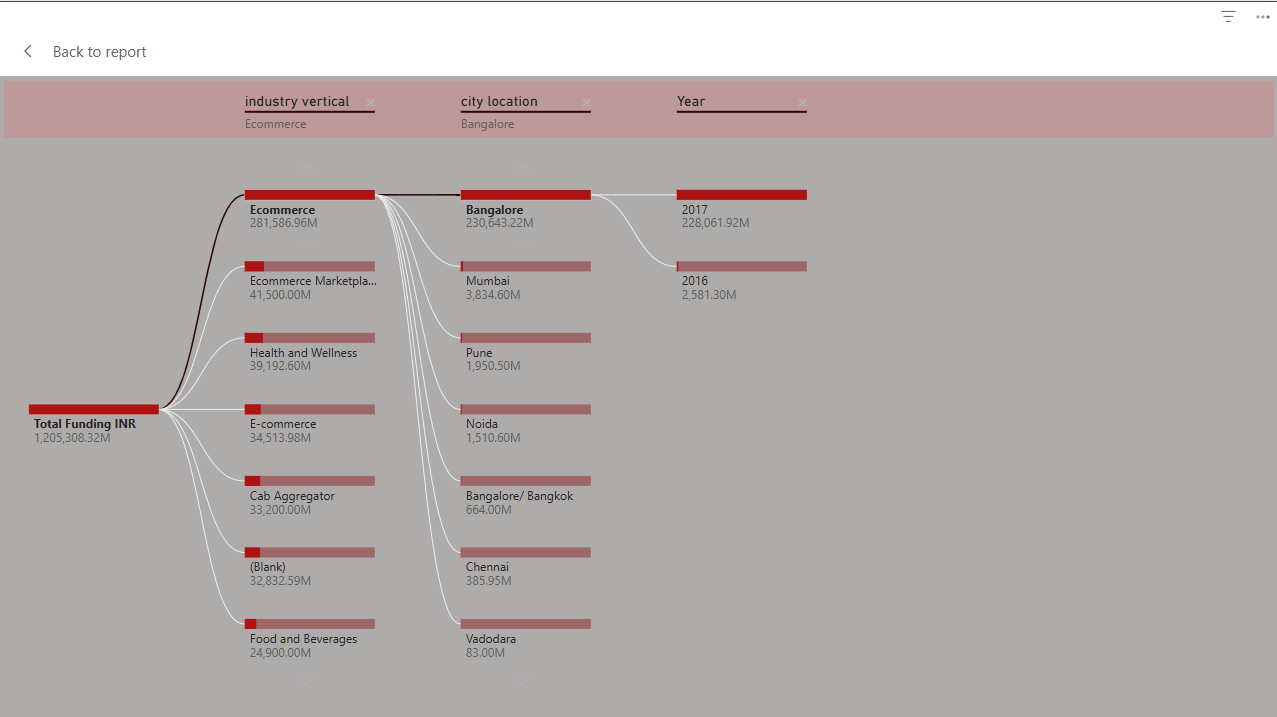 Back to report
industry vertical
Ecommerce
city location
Bangalore
Year
Total Funding INR
1,205,308.32M
Ecommerce
281,586.96M
Ecommerce Marketpla...
41,500.00M
Health and Wellness
39,192.60M
E-commerce
34,513.98M
Cab Aggregator
33,200.00M
(Blank)
32,832.59M
Food and Beverages
24,900.00M
Bangalore
230,643.22M
Mumbai
3,834.60M
Pune
1,950.50M
Noida
1,510.60M
Bangalore/ Bangkok
664.00M
Chennai
385.95M
Vadodara
83.00M
2017
228,061.92M
2016
2,581.30M